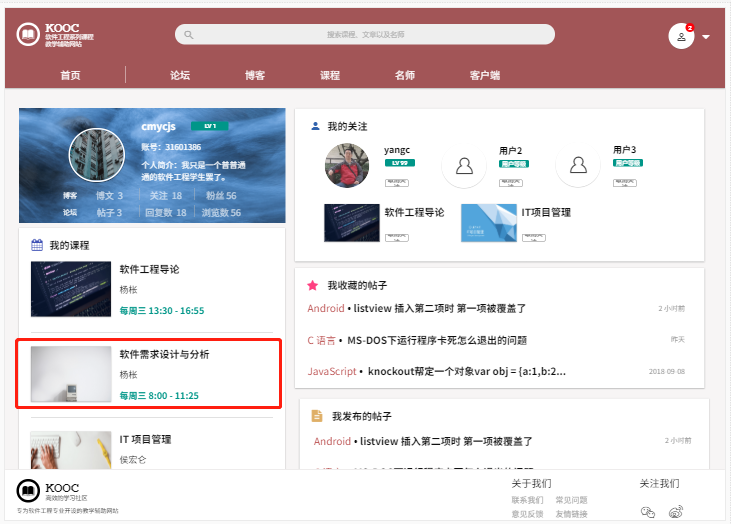 KOOC
软件工程系列课程
教学辅助网站
搜索课程、文章以及名师
2
首页
论坛
博客
课程
名师
客户端
cmycjs
LV 1
账号：31601386
个人简介：我只是一个普普通
通的软件工程学生罢了。
博客 博文 3 关注 18 粉丝 56
论坛 帖子 3 回复数 18 浏览数 56
我的课程
软件工程导论
杨枨
每周三 13:30 - 16:55
软件需求设计与分析
杨枨
每周三 8:00 - 11:25
IT 项目管理
侯宏仑
我的关注
yangc
LV 99
用户2
用户等级
用户3
用户等级
软件工程导论
IT项目管理
我收藏的帖子
Android • listview 插入第二项时 第一项被覆盖了
2 小时前
C 语言 • MS-DOS下运行程序卡死怎么退出的问题
昨天
JavaScript • knockout帮定一个对象var obj = {a:1,b:2...
2018 09-08
我发布的帖子
Android • listview 插入第二项时 第一项被覆盖了
2 小时前
KOOC
高效的学习社区
专为软件工程专业开设的教学辅助网站
关于我们
联系我们 常见问题
意见反馈 友情链接
关注我们